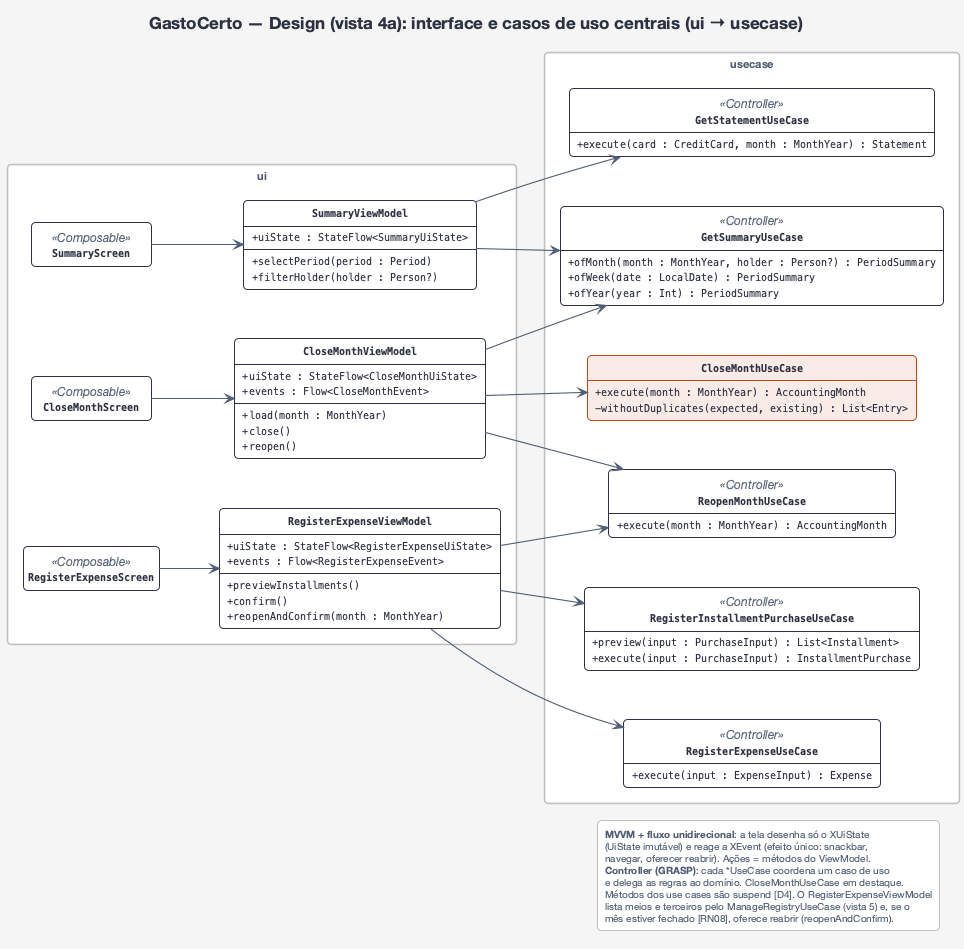 GastoCerto — Design (vista 4a): interface e casos de uso centrais (ui → usecase)
ui
«Composable»
SummaryScreen
SummaryViewModel
+uiState : StateFlow<SummaryUiState>
+selectPeriod(period : Period)
+filterHolder(holder : Person?)
«Composable»
CloseMonthScreen
CloseMonthViewModel
+uiState : StateFlow<CloseMonthUiState>
+events : Flow<CloseMonthEvent>
+load(month : MonthYear)
+close()
+reopen()
«Composable»
RegisterExpenseScreen
RegisterExpenseViewModel
+uiState : StateFlow<RegisterExpenseUiState>
+events : Flow<RegisterExpenseEvent>
+previewInstallments()
+confirm()
+reopenAndConfirm(month : MonthYear)
usecase
«Controller»
GetStatementUseCase
+execute(card : CreditCard, month : MonthYear) : Statement
«Controller»
GetSummaryUseCase
+ofMonth(month : MonthYear, holder : Person?) : PeriodSummary
+ofWeek(date : LocalDate) : PeriodSummary
+ofYear(year : Int) : PeriodSummary
CloseMonthUseCase
+execute(month : MonthYear) : AccountingMonth
−withoutDuplicates(expected, existing) : List<Entry>
«Controller»
ReopenMonthUseCase
+execute(month : MonthYear) : AccountingMonth
«Controller»
RegisterInstallmentPurchaseUseCase
+preview(input : PurchaseInput) : List<Installment>
+execute(input : PurchaseInput) : InstallmentPurchase
«Controller»
RegisterExpenseUseCase
+execute(input : ExpenseInput) : Expense
MVVM + fluxo unidirecional: a tela desenha só o XUiState
(UiState imutável) e reage a XEvent (efeito único: snackbar,
navegar, oferecer reabrir). Ações = métodos do ViewModel.
Controller (GRASP): cada *UseCase coordena um caso de uso
e delega as regras ao domínio. CloseMonthUseCase em destaque.
Métodos dos use cases são suspend [D4]. O RegisterExpenseViewModel
lista meios e terceiros pelo ManageRegistryUseCase (vista 5) e, se o
mês estiver fechado [RN08], oferece reabrir (reopenAndConfirm).